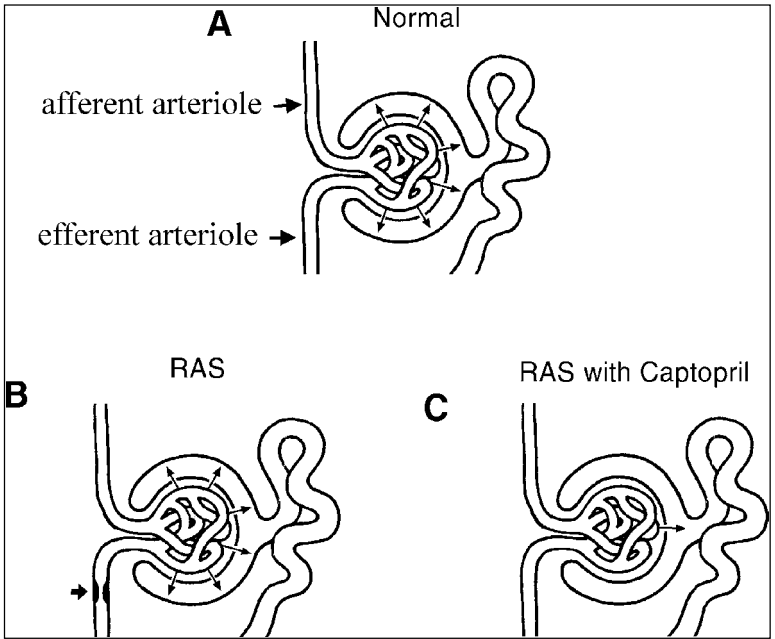 A
Normal
afferent arteriole
efferent arteriole
B
RAS
C
RAS with Captopril